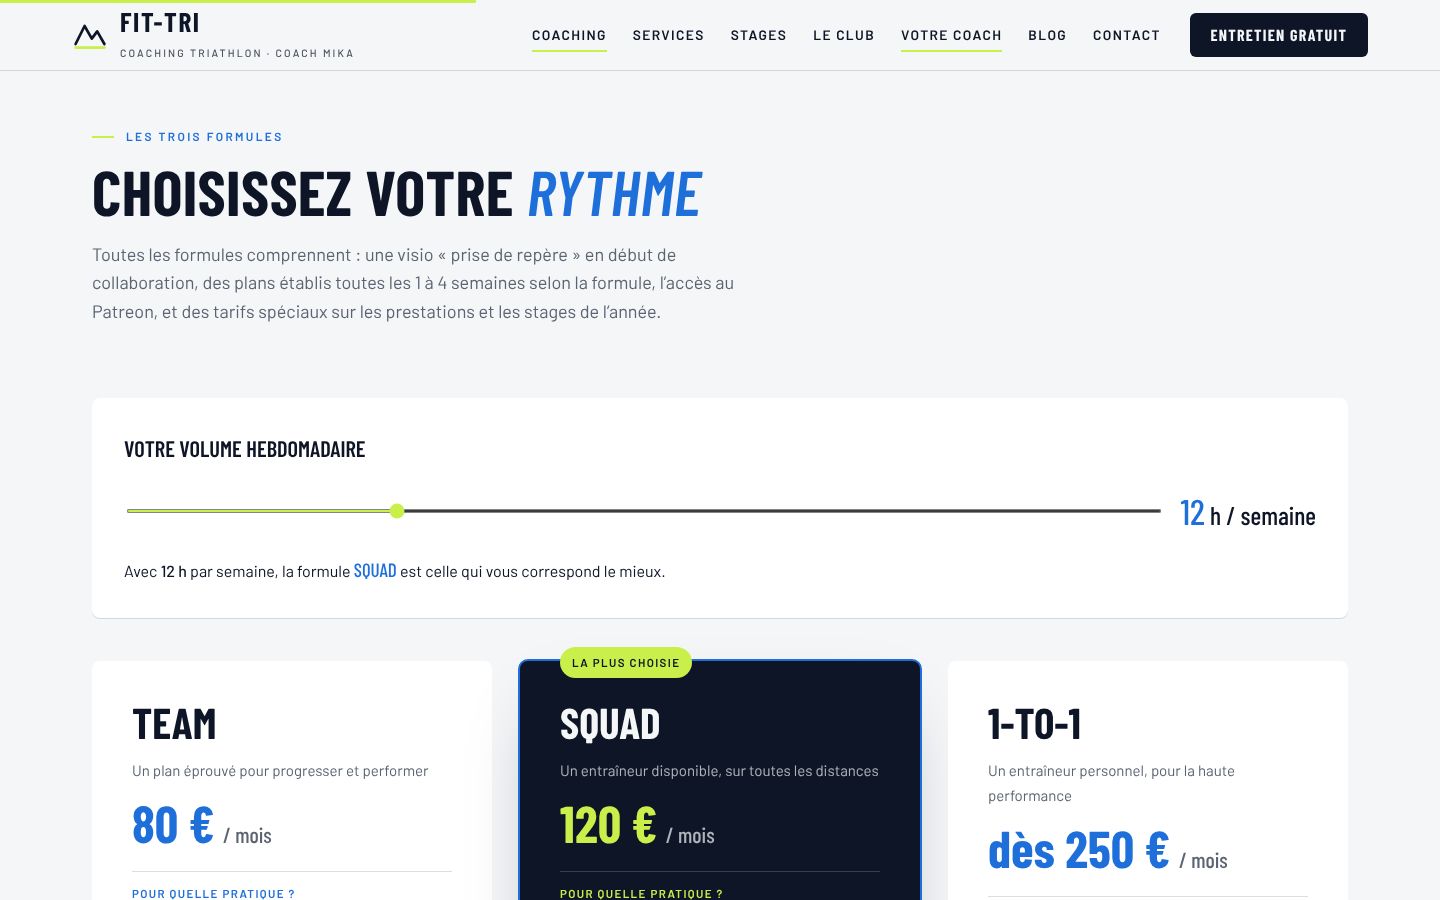 FIT-TRI
COACHING TRIATHLON · COACH MIKA
COACHING SERVICES STAGES LE CLUB VOTRE COACH BLOG CONTACT ENTRETIEN GRATUIT
LES TROIS FORMULES
CHOISISSEZ VOTRE RYTHME
Toutes les formules comprennent : une visio « prise de repère » en début de
collaboration, des plans établis toutes les 1 à 4 semaines selon la formule, l’accès au
Patreon, et des tarifs spéciaux sur les prestations et les stages de l’année.
VOTRE VOLUME HEBDOMADAIRE
12 h / semaine
Avec 12 h par semaine, la formule SQUAD est celle qui vous correspond le mieux.
TEAM
Un plan éprouvé pour progresser et performer
80 € / mois
POUR QUELLE PRATIQUE ?
LA PLUS CHOISIE
SQUAD
Un entraîneur disponible, sur toutes les distances
120 € / mois
POUR QUELLE PRATIQUE ?
1-TO-1
Un entraîneur personnel, pour la haute
performance
dès 250 € / mois